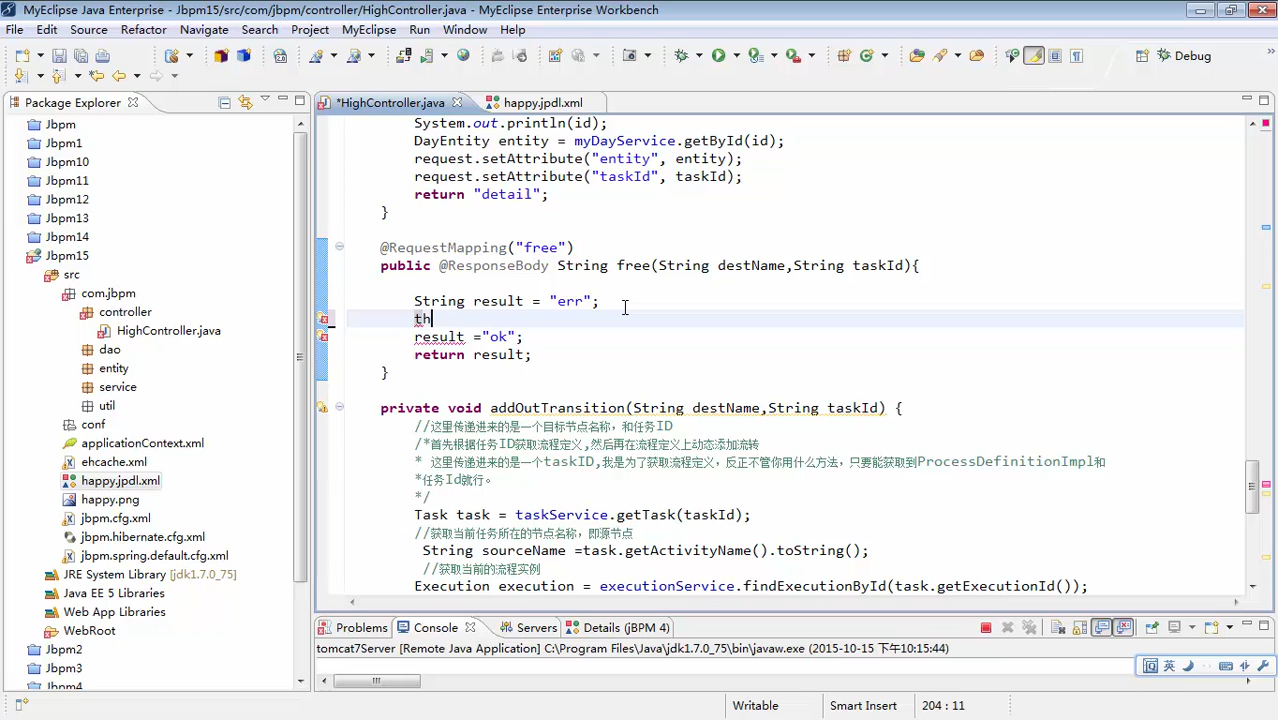 MyEclipse Java Enterprise - Jbpm15/src/com/jbpm/controller/HighController.java - MyEclipse Enterprise Workbench
File Edit Source Refactor Navigate Search Project MyEclipse Run Window Help
Debug
Package Explorer
*HighController.java
happy.jpdl.xml
Jbpm
Jbpm1
Jbpm10
Jbpm11
Jbpm12
Jbpm13
Jbpm14
Jbpm15
src
com.jbpm
controller
HighController.java
dao
entity
service
util
conf
applicationContext.xml
ehcache.xml
happy.jpdl.xml
happy.png
jbpm.cfg.xml
jbpm.hibernate.cfg.xml
jbpm.spring.default.cfg.xml
JRE System Library [jdk1.7.0_75]
Java EE 5 Libraries
Web App Libraries
WebRoot
Jbpm2
Jbpm3
Jbpm4
System.out.println(id);
DayEntity entity = myDayService.getById(id);
request.setAttribute("entity", entity);
request.setAttribute("taskId", taskId);
return "detail";
}
@RequestMapping("free")
public @ResponseBody String free(String destName,String taskId){
String result = "err";
th
result ="ok";
return result;
}
private void addOutTransition(String destName,String taskId) {
//这里传递进来的是一个目标节点名称，和任务ID
/*首先根据任务ID获取流程定义,然后再在流程定义上动态添加流转
* 这里传递进来的是一个taskID,我是为了获取流程定义，反正不管你用什么方法，只要能获取到ProcessDefinitionImpl和
*任务Id就行。
*/
Task task = taskService.getTask(taskId);
//获取当前任务所在的节点名称，即源节点
String sourceName =task.getActivityName().toString();
//获取当前的流程实例
Execution execution = executionService.findExecutionById(task.getExecutionId());
Problems
Console
Servers
Details (jBPM 4)
tomcat7Server [Remote Java Application] C:\Program Files\Java\jdk1.7.0_75\bin\javaw.exe (2015-10-15 下午10:15:44)
英
Writable
Smart Insert
204 : 11